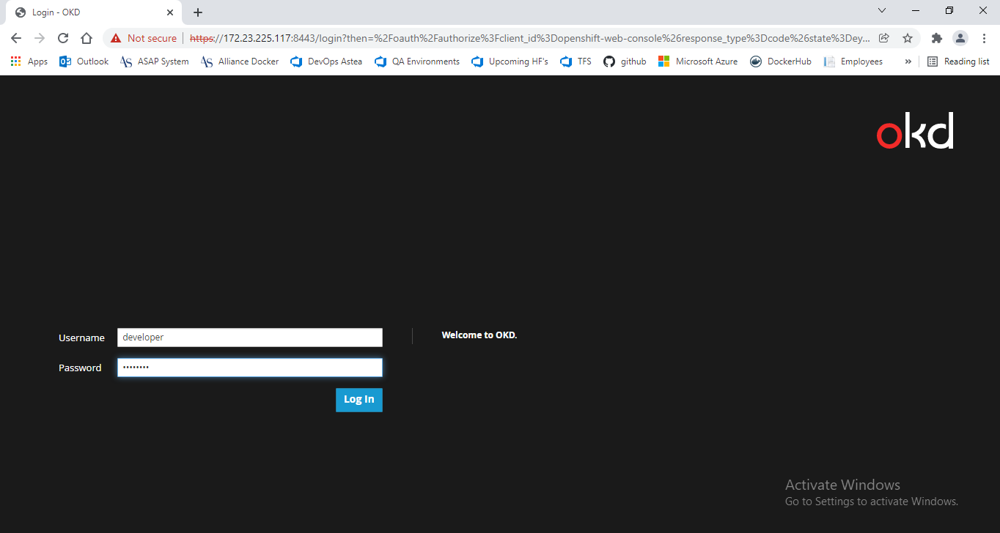 Login - OKD
Not secure https://172.23.225.117:8443/login?then=%2Foauth%2Fauthorize%3Fclient_id%3Dopenshift-web-console%26response_type%3Dcode%26state%3Dey...
Apps Outlook ASAP System Alliance Docker DevOps Astea QA Environments Upcoming HF's TFS github Microsoft Azure DockerHub Employees » Reading list
okd
Username developer Welcome to OKD.
Password ••••••••
Log In
Activate Windows
Go to Settings to activate Windows.